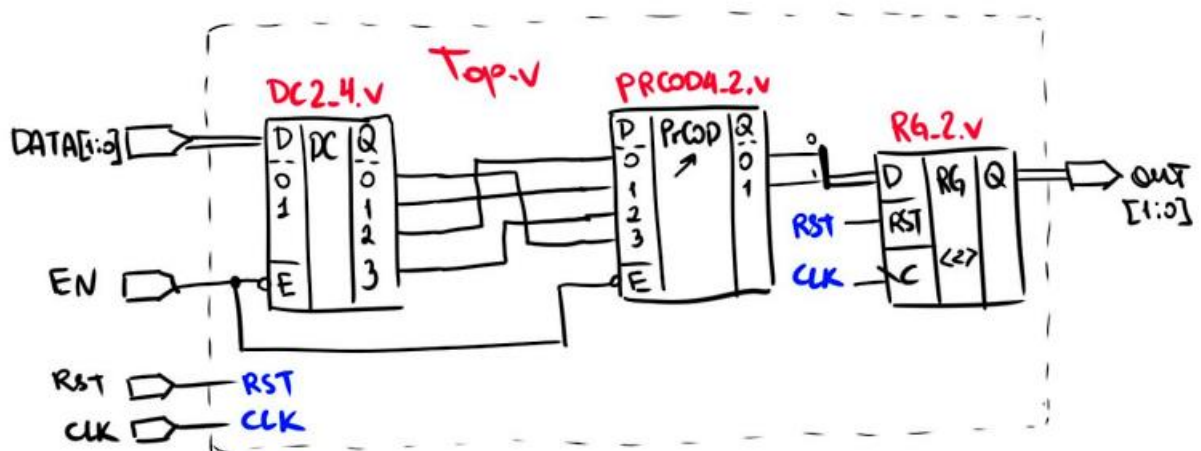 Top.v
DC2_4.v
PRCOD4_2.v
RG_2.v
DATA[1:0]
D DC Q
0 0
1 1
2
3
E
EN
D PrCOD Q
0 0
1 1
2
3
E
0
1
D RG Q
RST RST
CLK C <2>
OUT
[1:0]
RST RST
CLK CLK